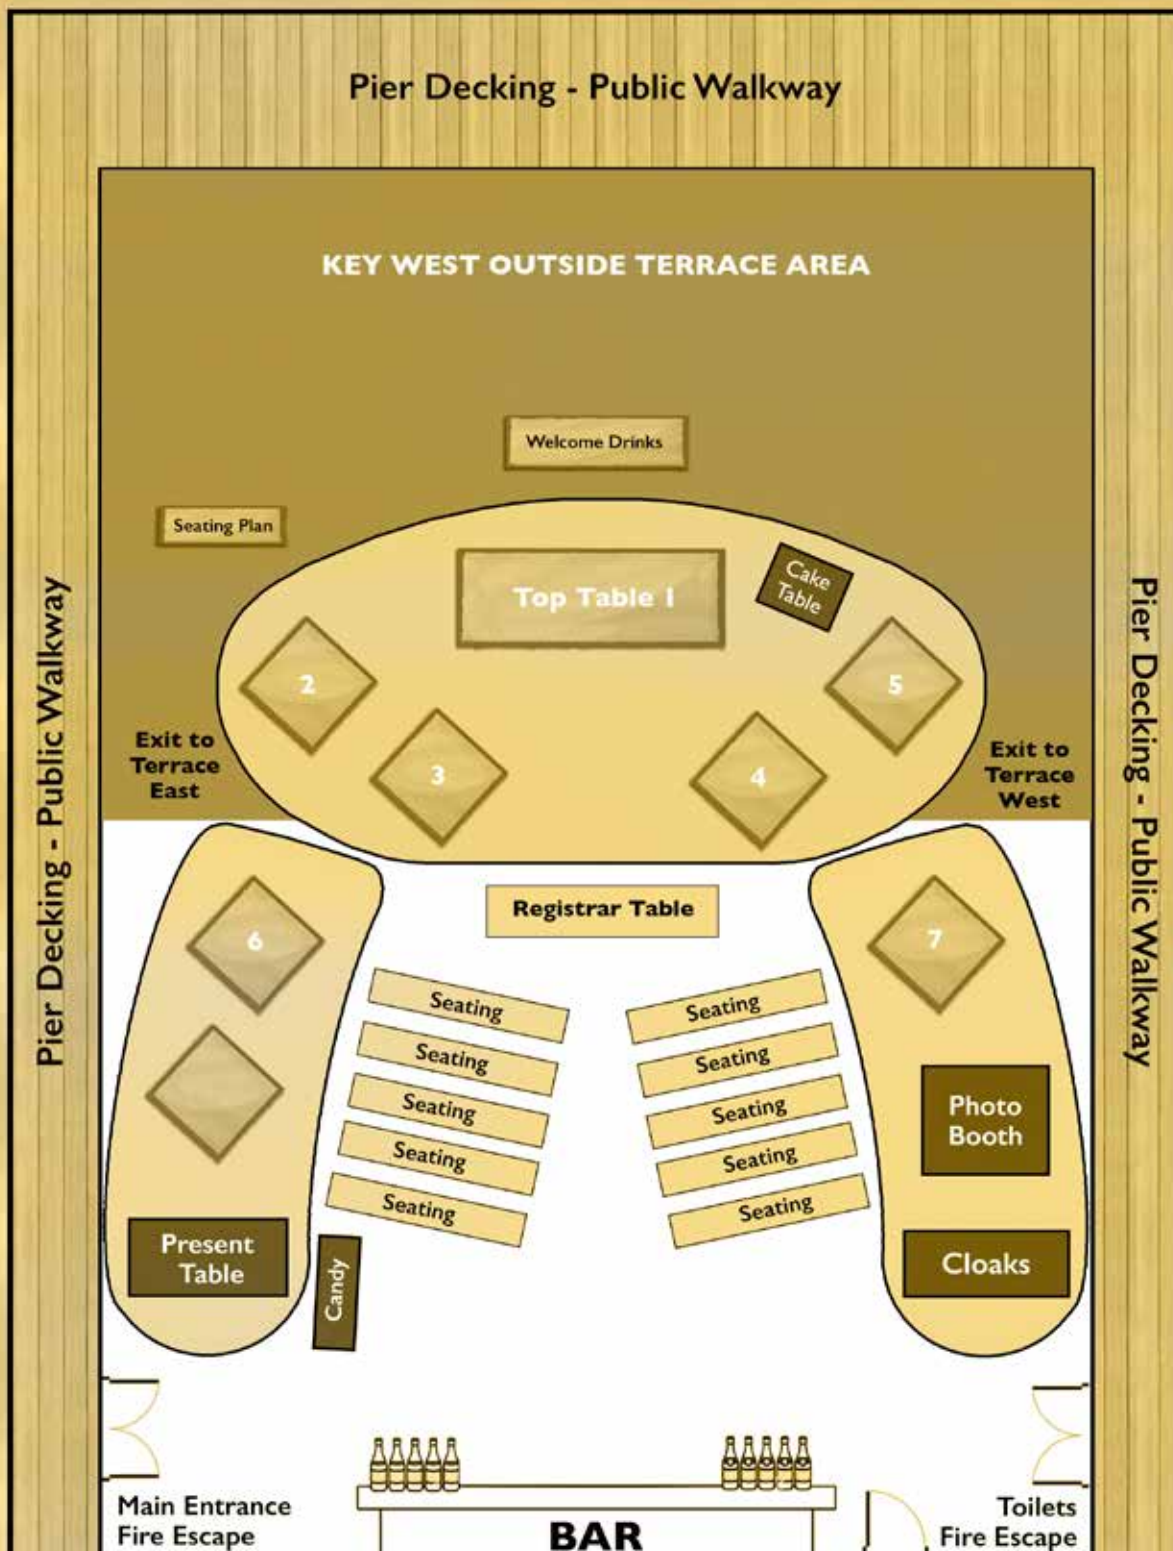 Pier Decking - Public Walkway
KEY WEST OUTSIDE TERRACE AREA
Welcome Drinks
Seating Plan
Top Table 1
Cake
Table
2
5
3
4
Exit to
Terrace
East
Exit to
Terrace
West
Pier Decking - Public Walkway
Pier Decking - Public Walkway
Registrar Table
6
7
Seating
Seating
Seating
Seating
Seating
Seating
Seating
Seating
Seating
Seating
Photo
Booth
Present
Table
Candy
Cloaks
Main Entrance
Fire Escape
BAR
Toilets
Fire Escape